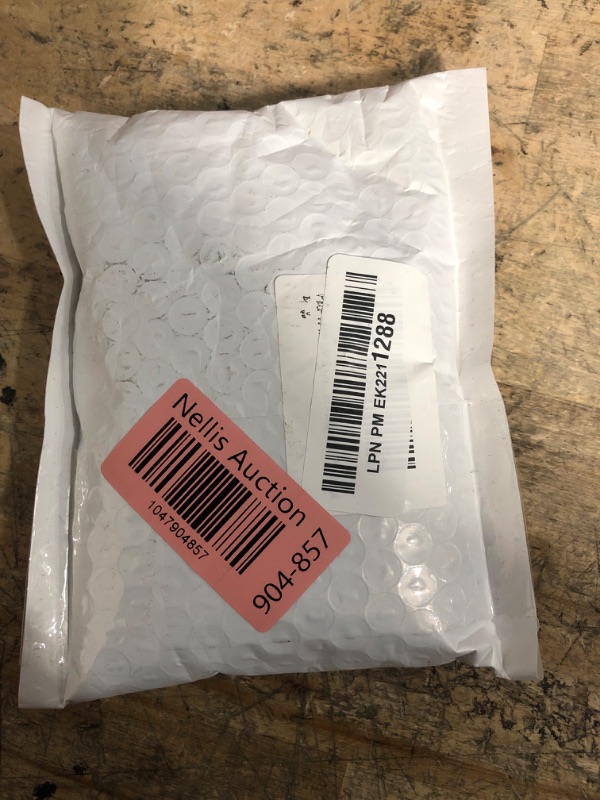 LPN PM EK2211288
Nellis Auction
1047904857
904-857